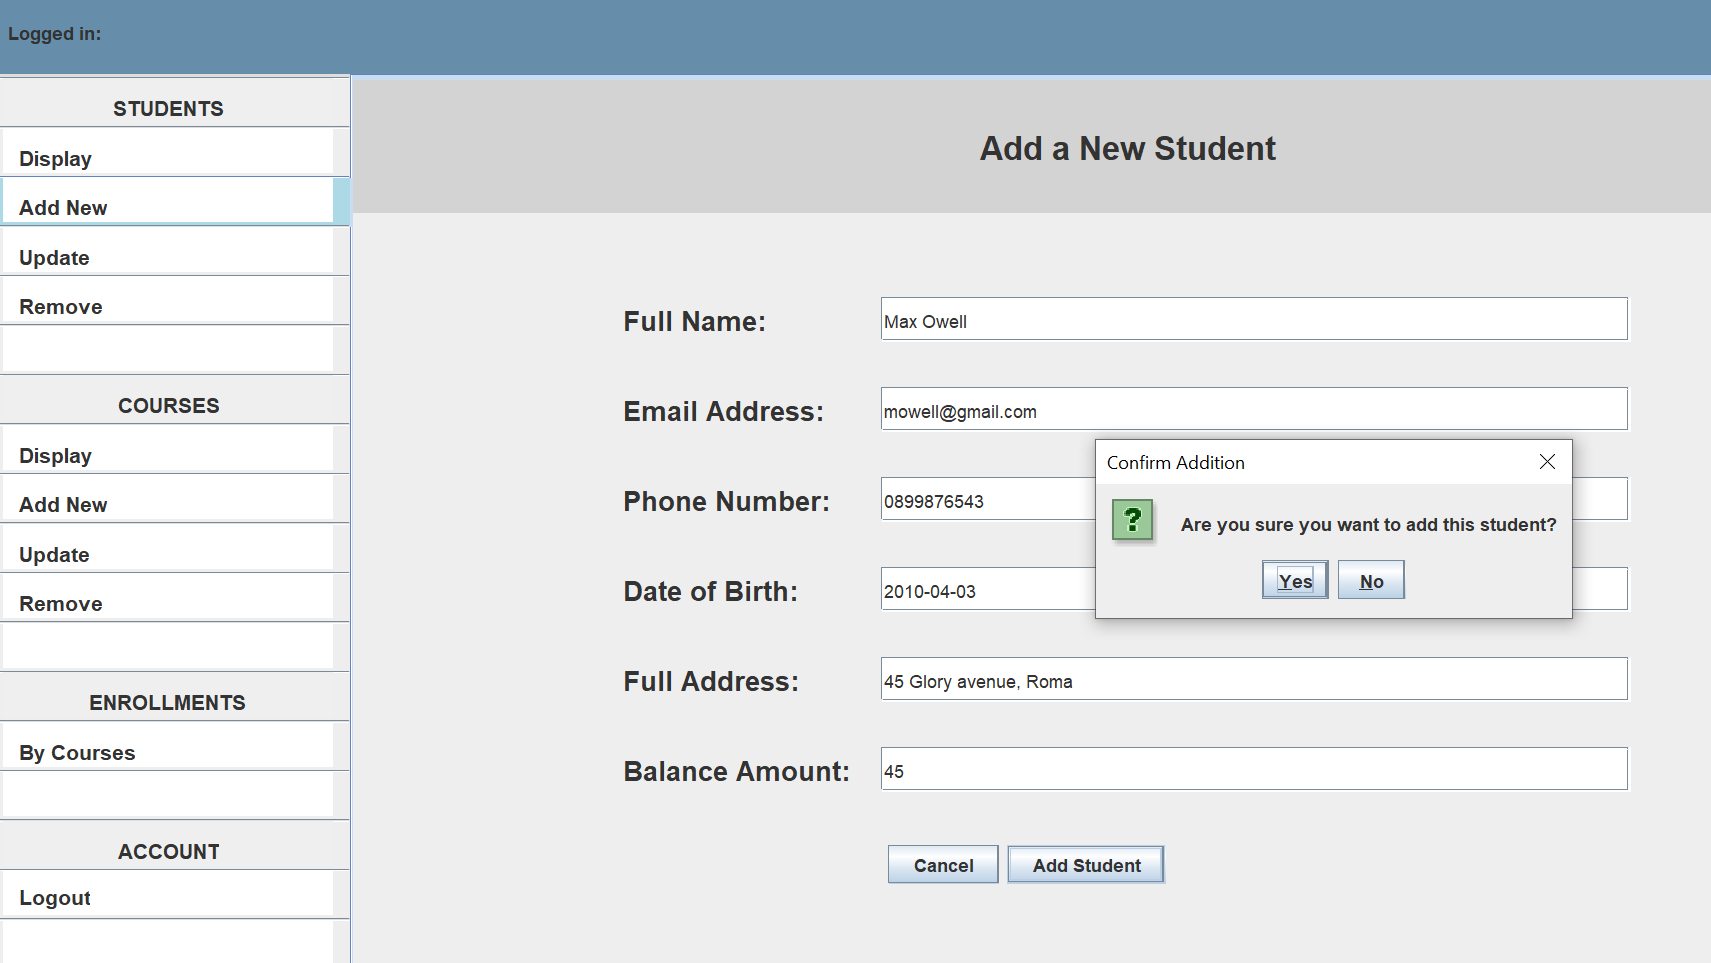 Logged in:
STUDENTS
Display
Add New
Update
Remove
COURSES
Display
Add New
Update
Remove
ENROLLMENTS
By Courses
ACCOUNT
Logout
Add a New Student
Full Name: Max Owell
Email Address: mowell@gmail.com
Phone Number: 0899876543
Date of Birth: 2010-04-03
Full Address: 45 Glory avenue, Roma
Balance Amount: 45
Cancel Add Student
Confirm Addition
? Are you sure you want to add this student?
Yes No